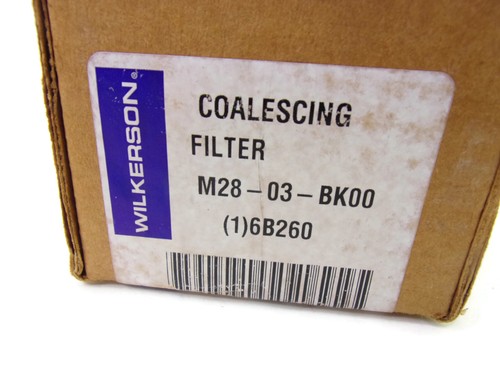 WILKERSON®
COALESCING
FILTER
M28-03-BK00
(1)6B260